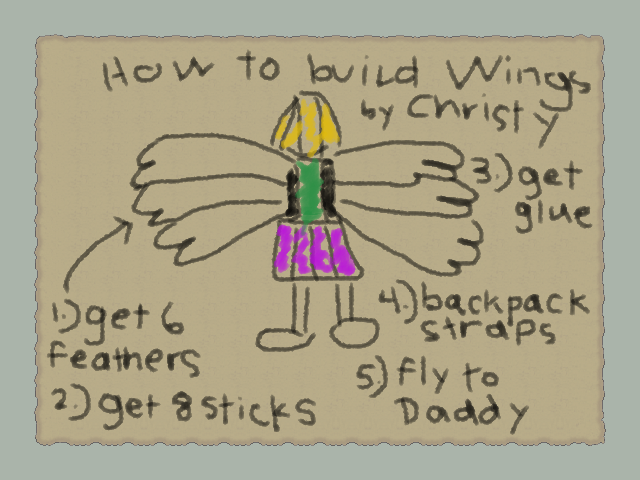 How to build Wings
by Christy
1.) get 6
feathers
2.) get 8 sticks
3.) get
glue
4.) backpack
straps
5.) fly to
Daddy